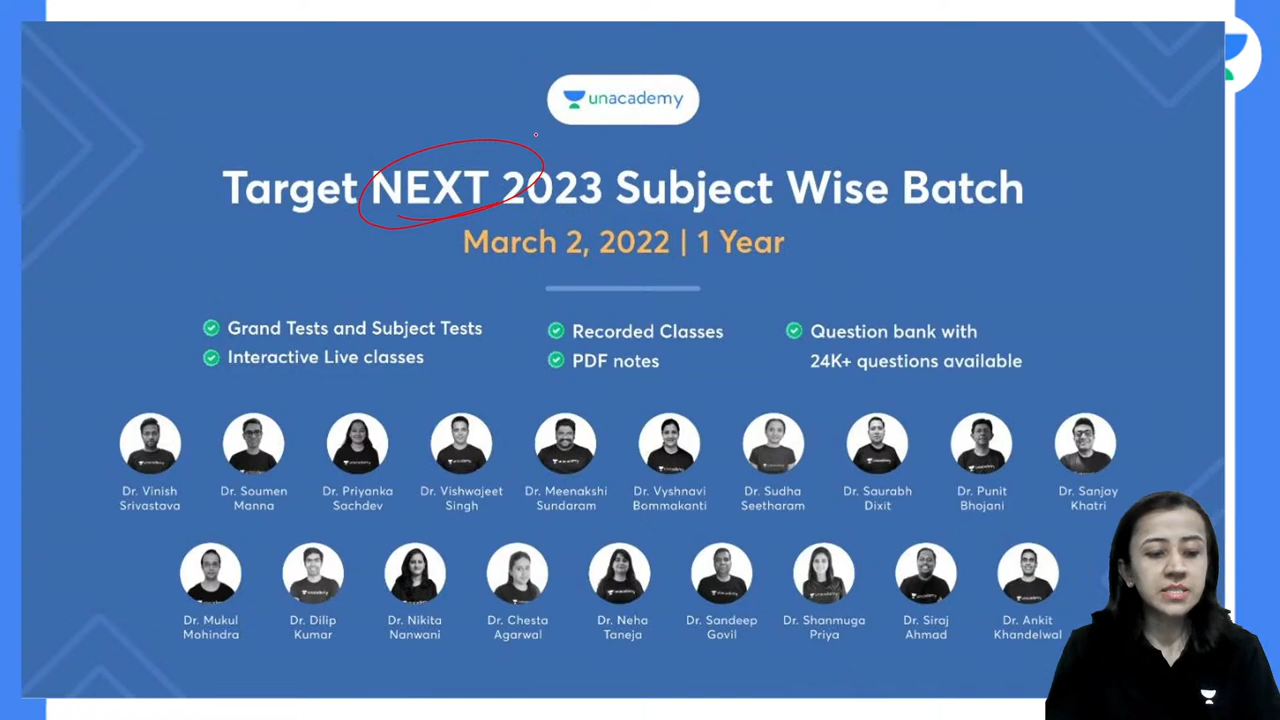 unacademy
Target NEXT 2023 Subject Wise Batch
March 2, 2022 | 1 Year
Grand Tests and Subject Tests
Interactive Live classes
Recorded Classes
PDF notes
Question bank with
24K+ questions available
Dr. Vinish
Srivastava
Dr. Soumen
Manna
Dr. Priyanka
Sachdev
Dr. Vishwajeet
Singh
Dr. Meenakshi
Sundaram
Dr. Vyshnavi
Bommakanti
Dr. Sudha
Seetharam
Dr. Saurabh
Dixit
Dr. Punit
Bhojani
Dr. Sanjay
Khatri
Dr. Mukul
Mohindra
Dr. Dilip
Kumar
Dr. Nikita
Nanwani
Dr. Chesta
Agarwal
Dr. Neha
Taneja
Dr. Sandeep
Govil
Dr. Shanmuga
Priya
Dr. Siraj
Ahmad
Dr. Ankit
Khandelwal